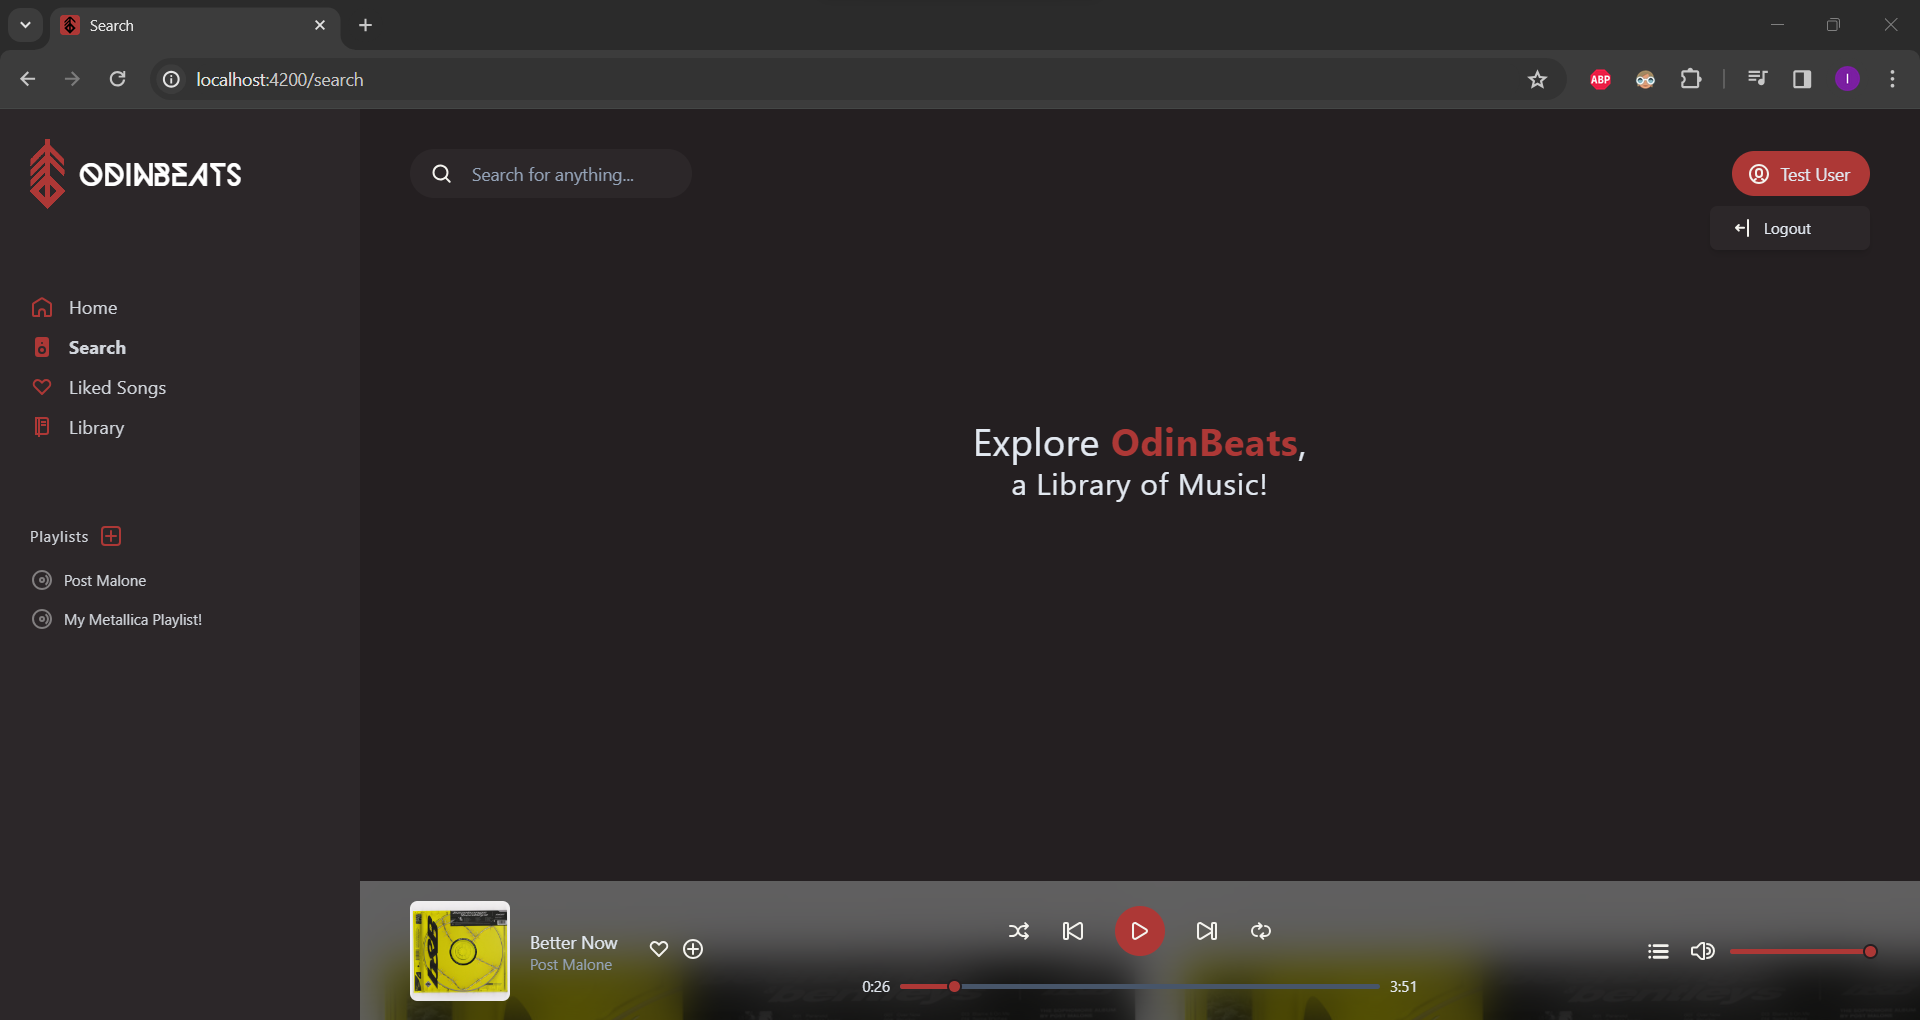 Search
localhost:4200/search
ABP
I
ODINBEATS
Search for anything...
Test User
Logout
Home
Search
Liked Songs
Library
Explore OdinBeats,
a Library of Music!
Playlists
Post Malone
My Metallica Playlist!
Better Now
Post Malone
0:26
3:51